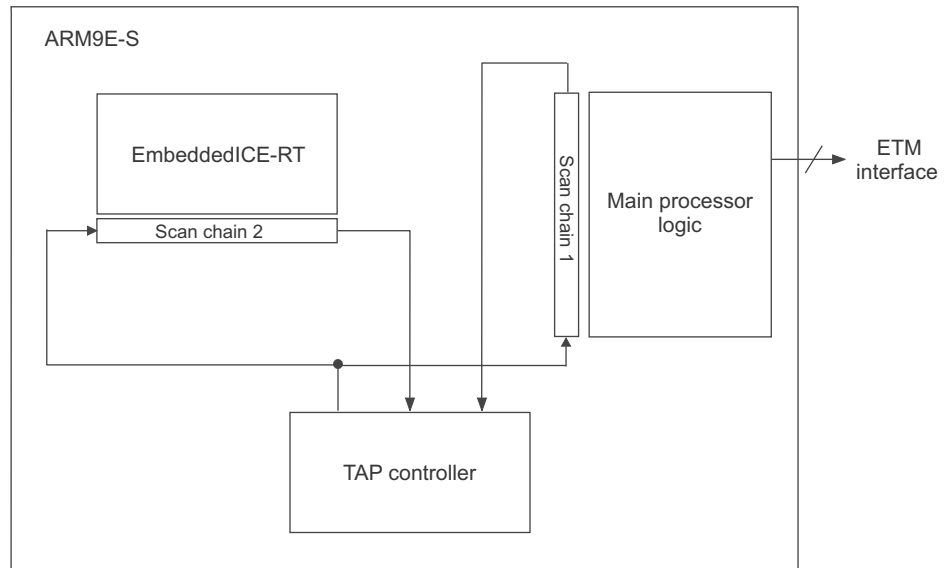 ARM9E-S
EmbeddedICE-RT
Scan chain 2
Scan chain 1
Main processor
logic
ETM
interface
TAP controller